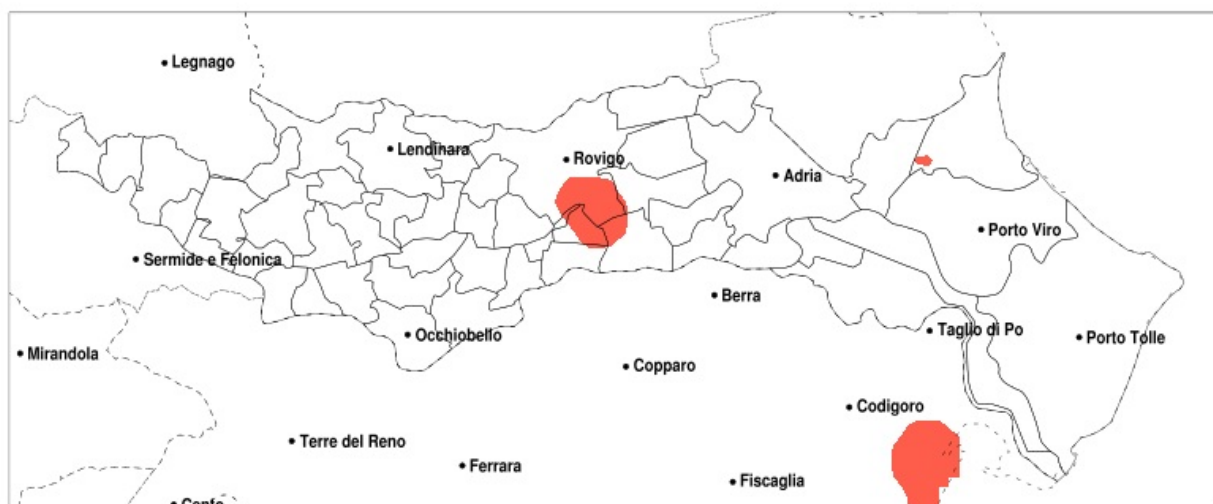 Legnago
Lendinara
Rovigo
Adria
Porto Viro
Sermide e Felonica
Berra
Taglio di Po
Occhiobello
Porto Tolle
Mirandola
Copparo
Codigoro
Terre del Reno
Ferrara
Fiscaglia